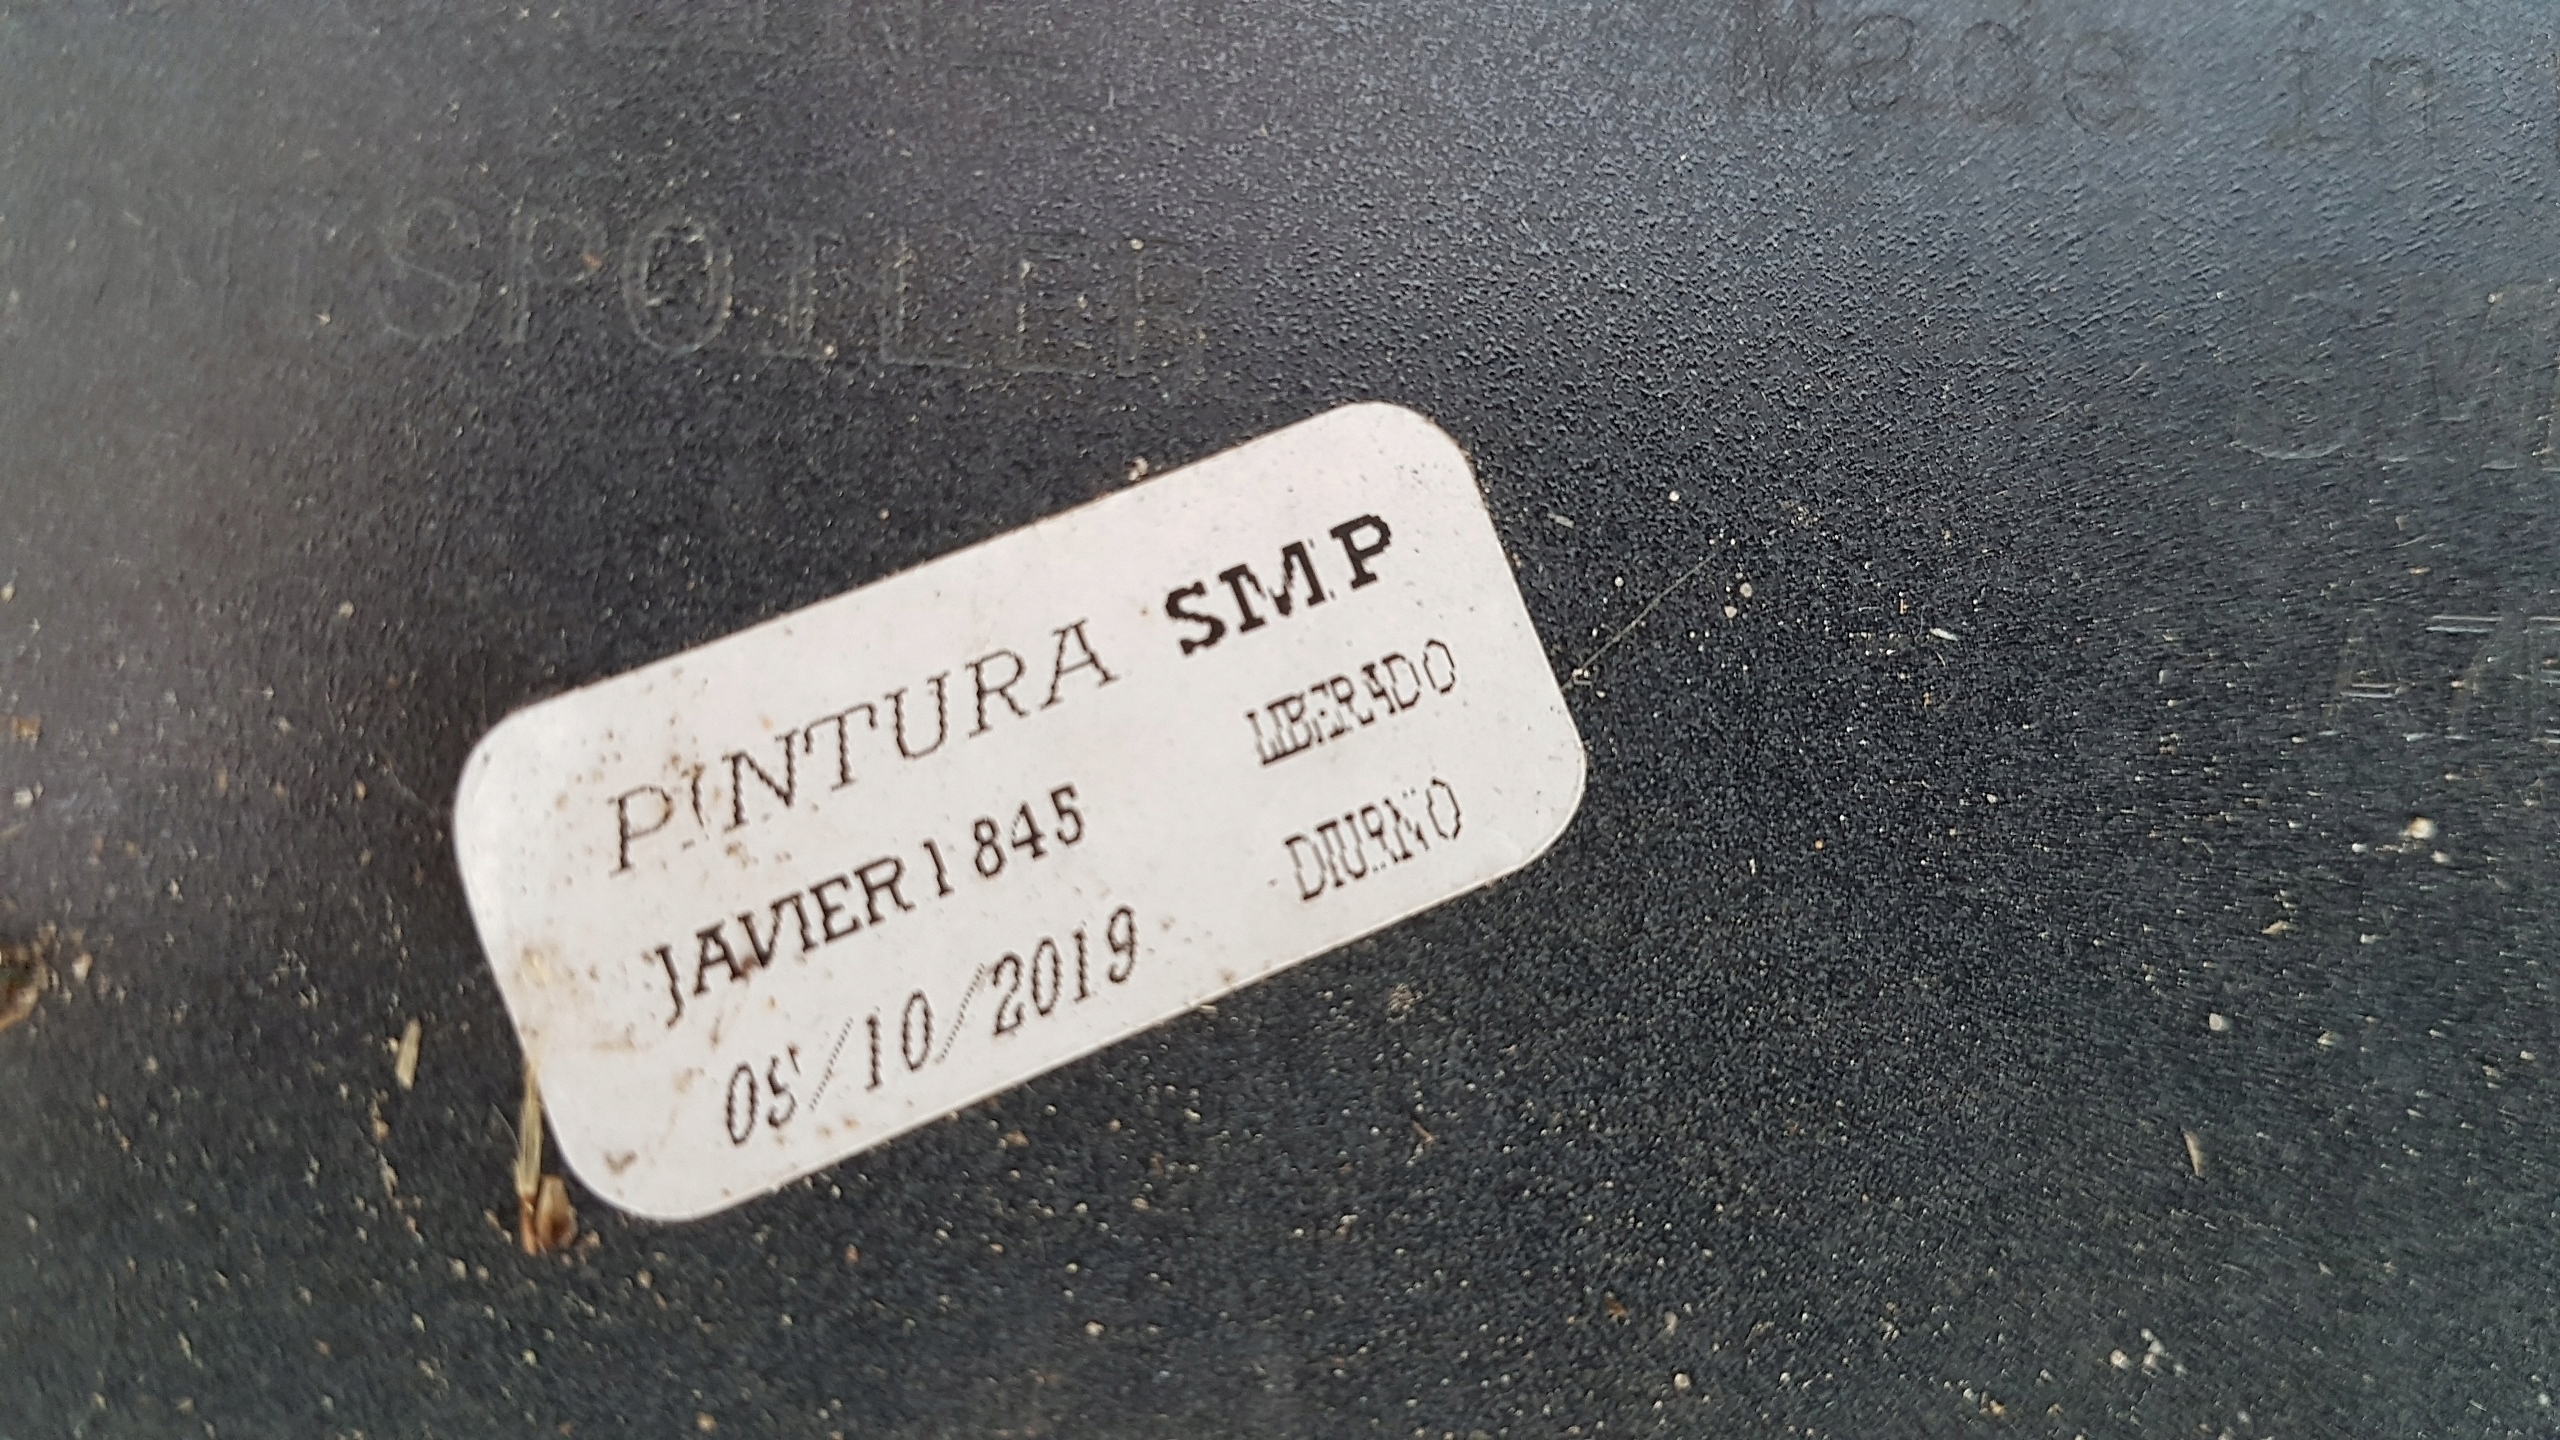 Made in
SPOILER
PINTURA SMP
LIBERADO
JAVIER 1845
DIURNO
05/10/2019